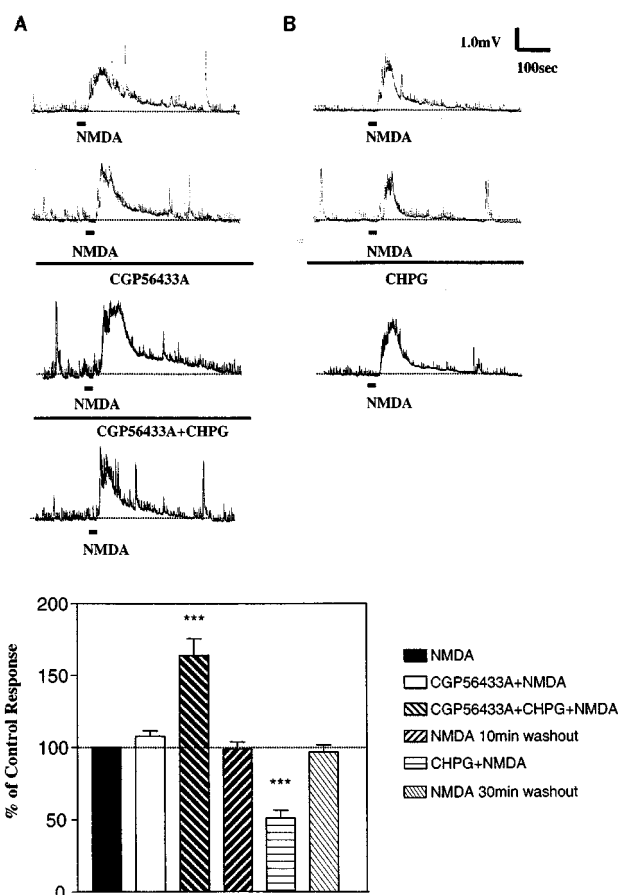 A
B
1.0mV
100sec
NMDA
NMDA
NMDA
NMDA
CGP56433A
CHPG
NMDA
NMDA
CGP56433A+CHPG
NMDA
200
150
100
50
0
% of Control Response
***
***
NMDA
CGP56433A+NMDA
CGP56433A+CHPG+NMDA
NMDA 10min washout
CHPG+NMDA
NMDA 30min washout